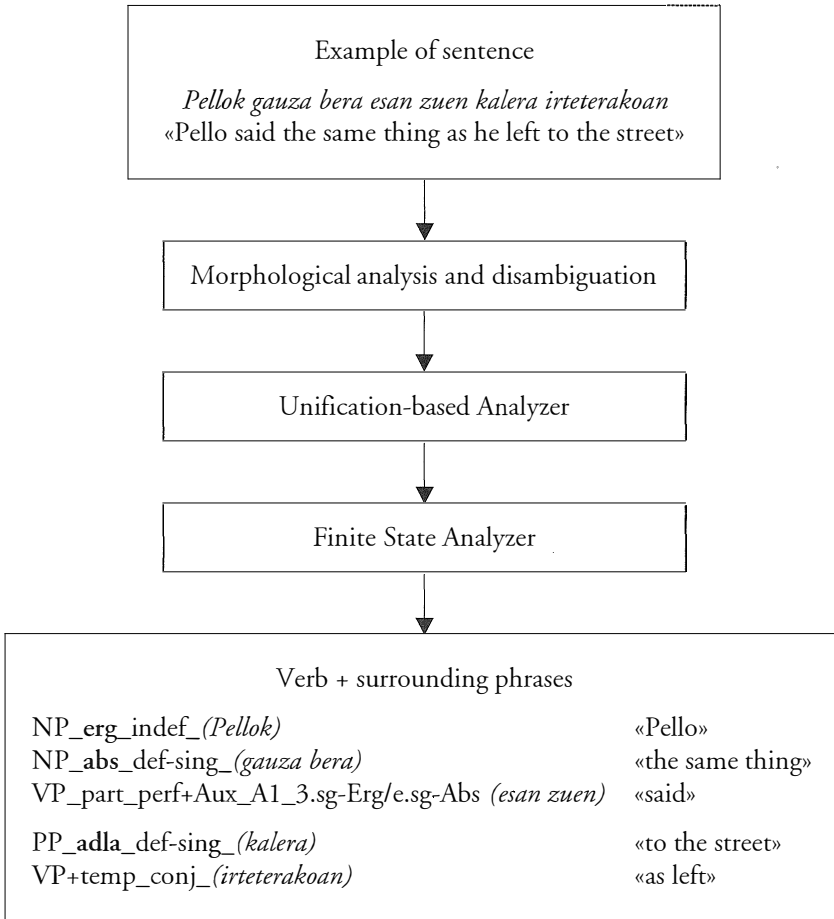 Example of sentence
Pellok gauza bera esan zuen kalera irteterakoan
«Pello said the same thing as he left to the street»
Morphological analysis and disambiguation
Unification-based Analyzer
Finite State Analyzer
Verb + surrounding phrases
NP_erg_indef_(Pellok) «Pello»
NP_abs_def-sing_(gauza bera) «the same thing»
VP_part_perf+Aux_A1_3.sg-Erg/e.sg-Abs (esan zuen) «said»
PP_adla_def-sing_(kalera) «to the street»
VP+temp_conj_(irteterakoan) «as left»